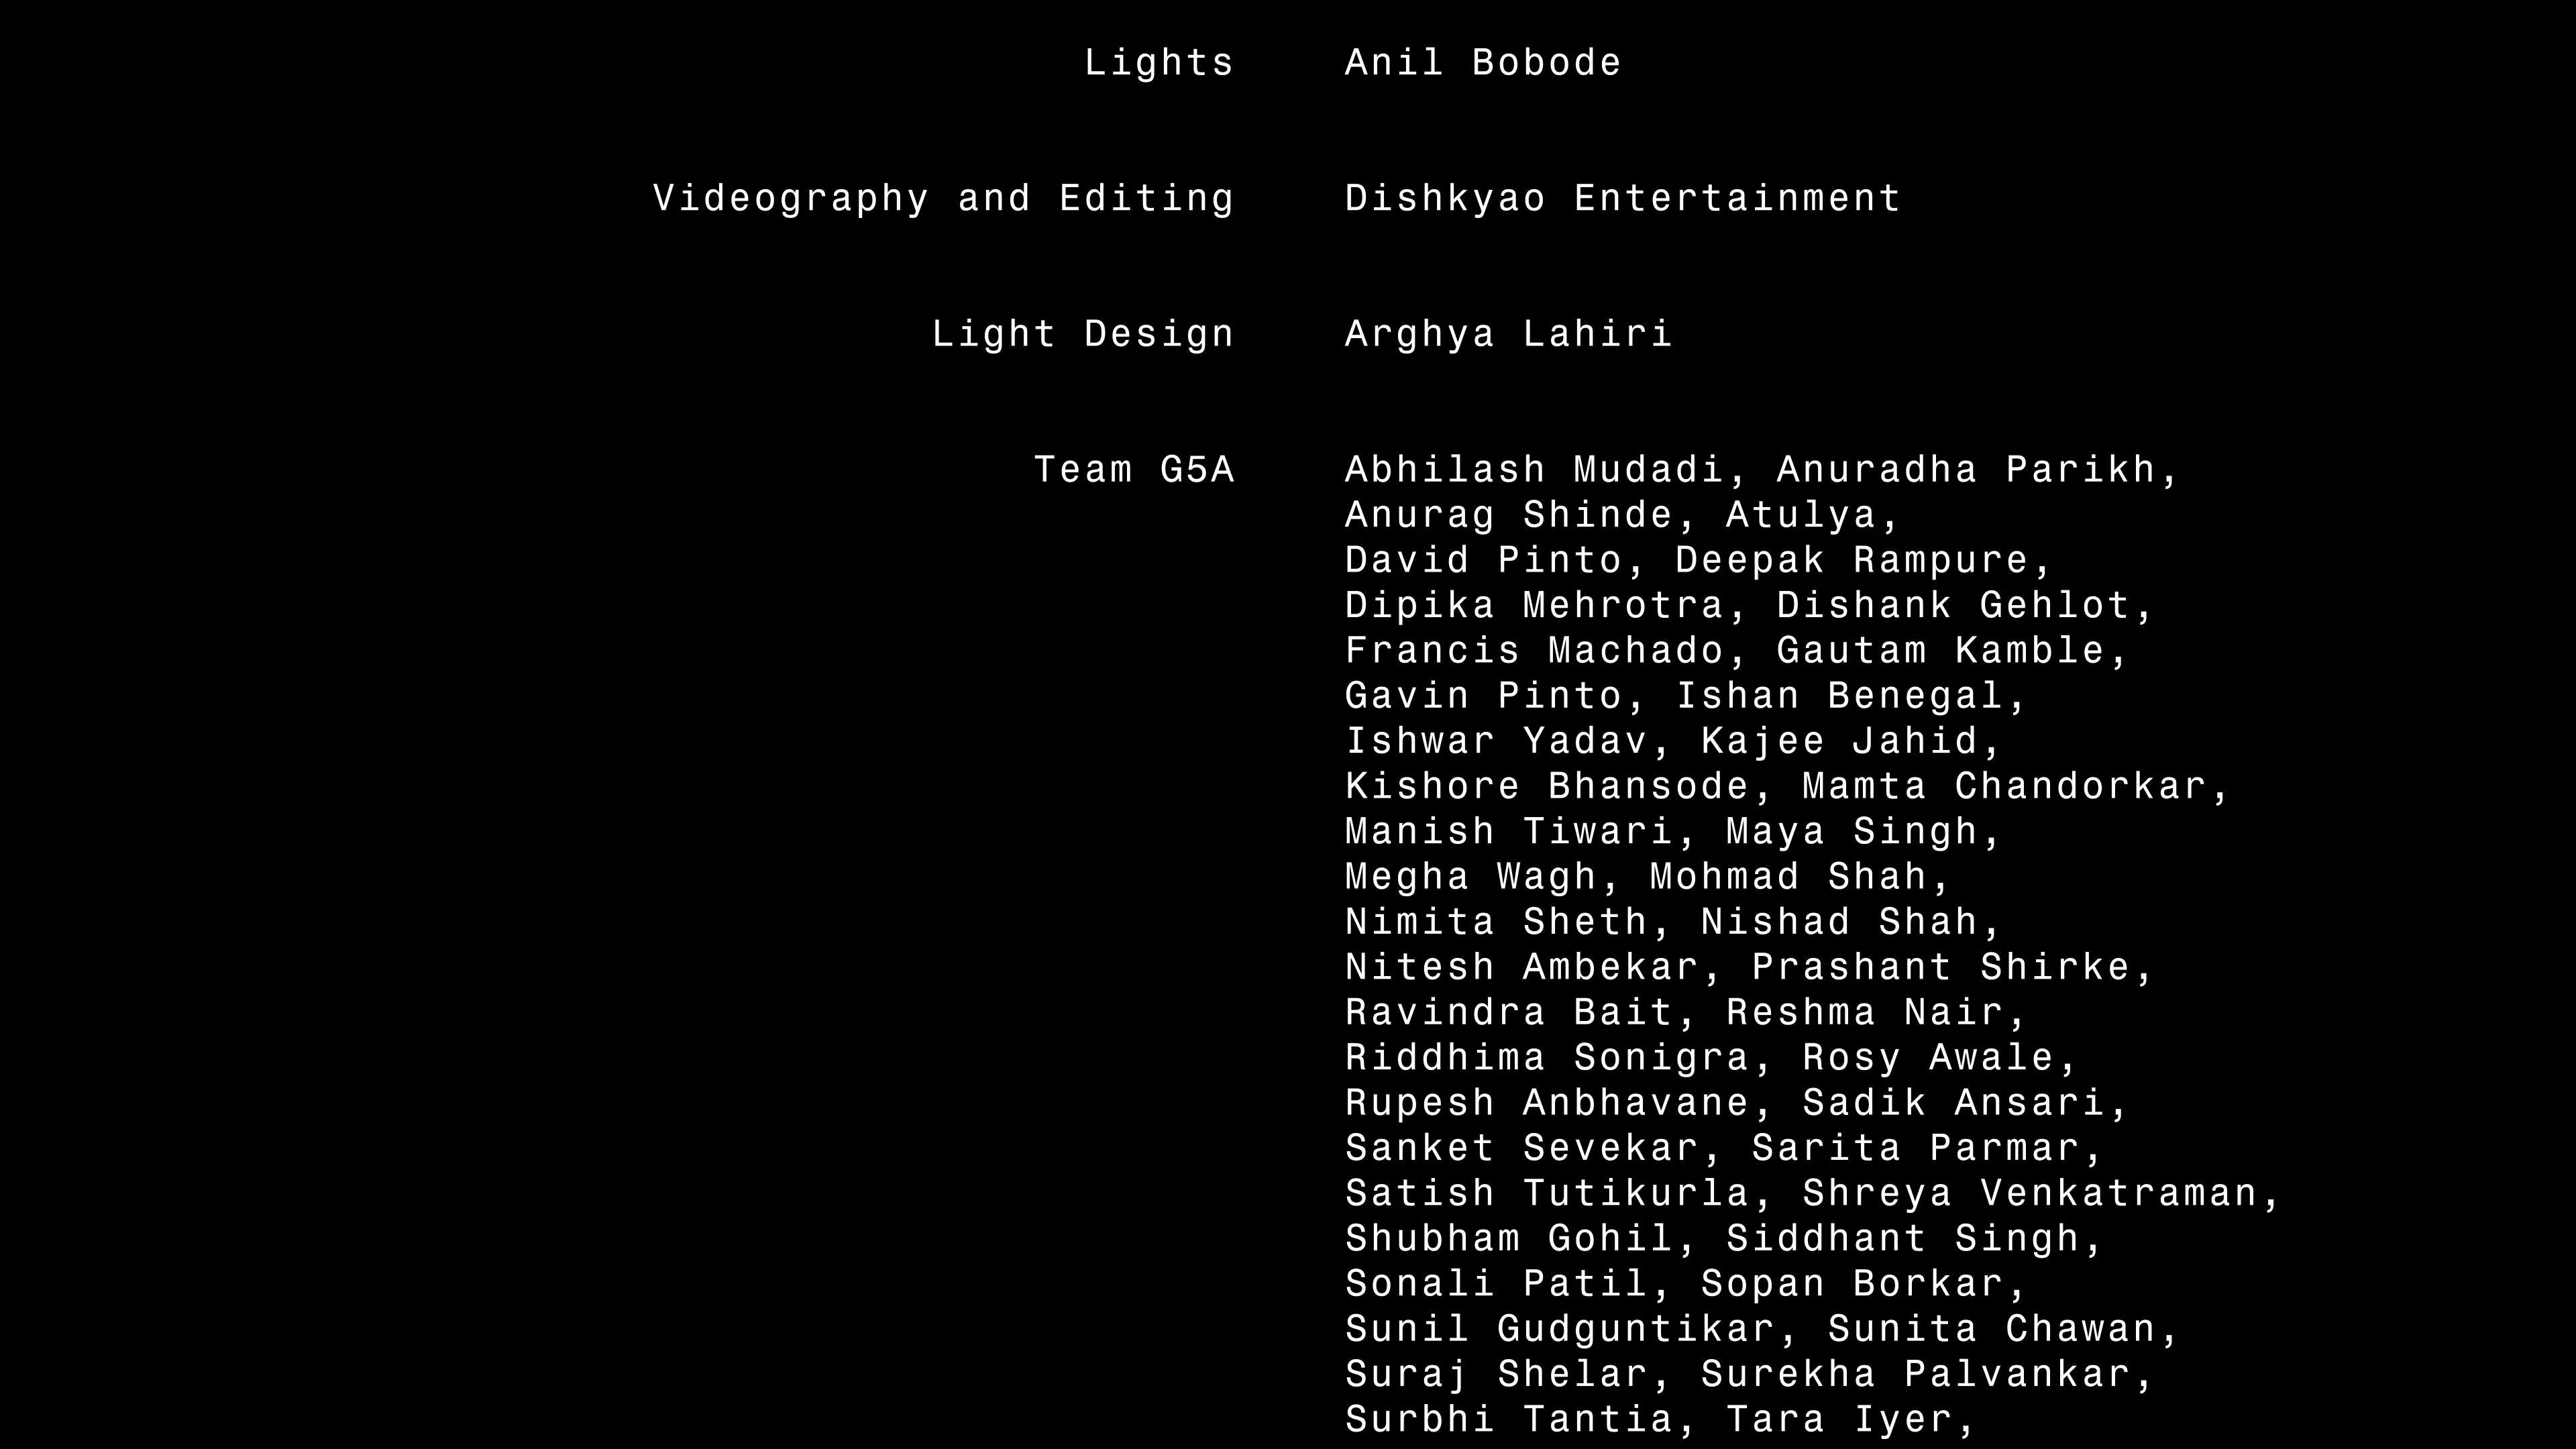 Lights Anil Bobode
Videography and Editing Dishkyao Entertainment
Light Design Arghya Lahiri
Team G5A Abhilash Mudadi, Anuradha Parikh,
Anurag Shinde, Atulya,
David Pinto, Deepak Rampure,
Dipika Mehrotra, Dishank Gehlot,
Francis Machado, Gautam Kamble,
Gavin Pinto, Ishan Benegal,
Ishwar Yadav, Kajee Jahid,
Kishore Bhansode, Mamta Chandorkar,
Manish Tiwari, Maya Singh,
Megha Wagh, Mohmad Shah,
Nimita Sheth, Nishad Shah,
Nitesh Ambekar, Prashant Shirke,
Ravindra Bait, Reshma Nair,
Riddhima Sonigra, Rosy Awale,
Rupesh Anbhavane, Sadik Ansari,
Sanket Sevekar, Sarita Parmar,
Satish Tutikurla, Shreya Venkatraman,
Shubham Gohil, Siddhant Singh,
Sonali Patil, Sopan Borkar,
Sunil Gudguntikar, Sunita Chawan,
Suraj Shelar, Surekha Palvankar,
Surbhi Tantia, Tara Iyer,